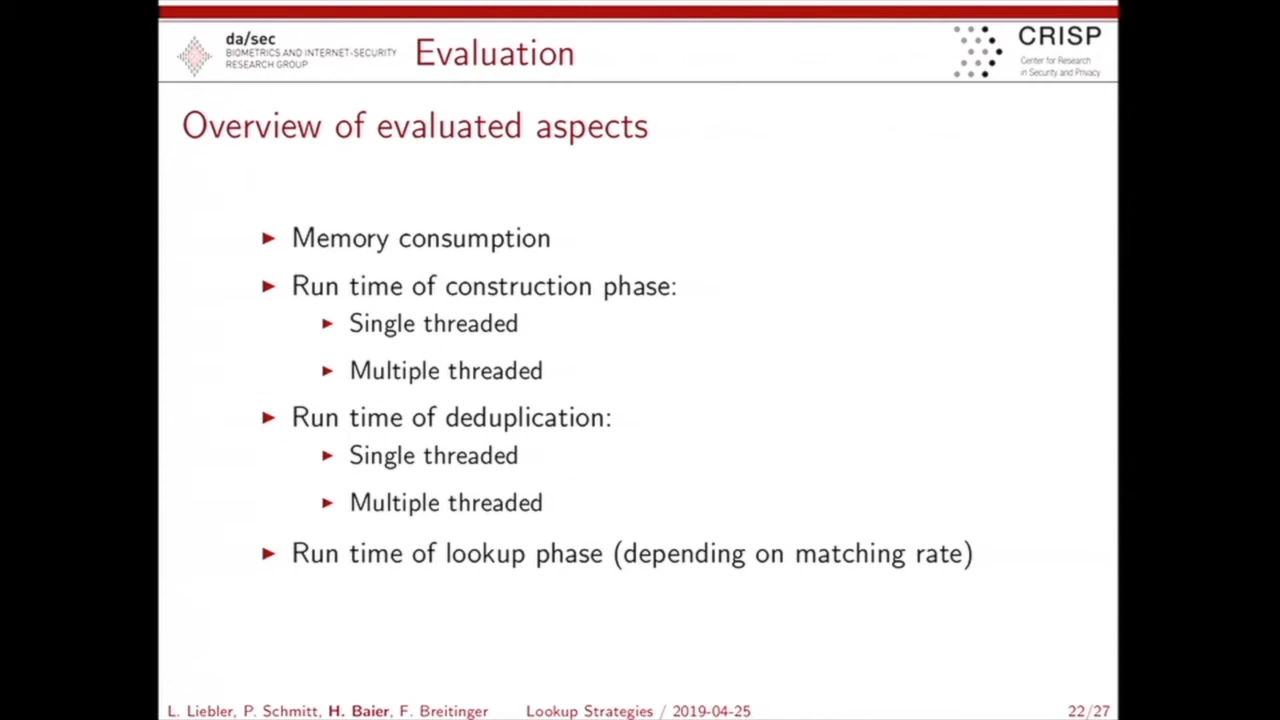 da/sec
BIOMETRICS AND INTERNET-SECURITY
RESEARCH GROUP
Evaluation
CRISP
Center for Research
in Security and Privacy
Overview of evaluated aspects
Memory consumption
Run time of construction phase:
Single threaded
Multiple threaded
Run time of deduplication:
Single threaded
Multiple threaded
Run time of lookup phase (depending on matching rate)
L. Liebler, P. Schmitt, H. Baier, F. Breitinger Lookup Strategies / 2019-04-25 22/27